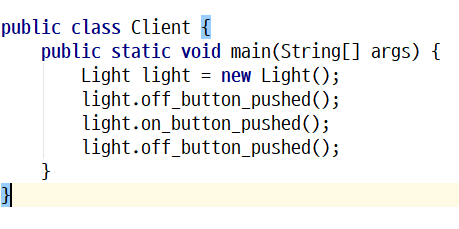 public class Client {
    public static void main(String[] args) {
        Light light = new Light();
        light.off_button_pushed();
        light.on_button_pushed();
        light.off_button_pushed();
    }
}